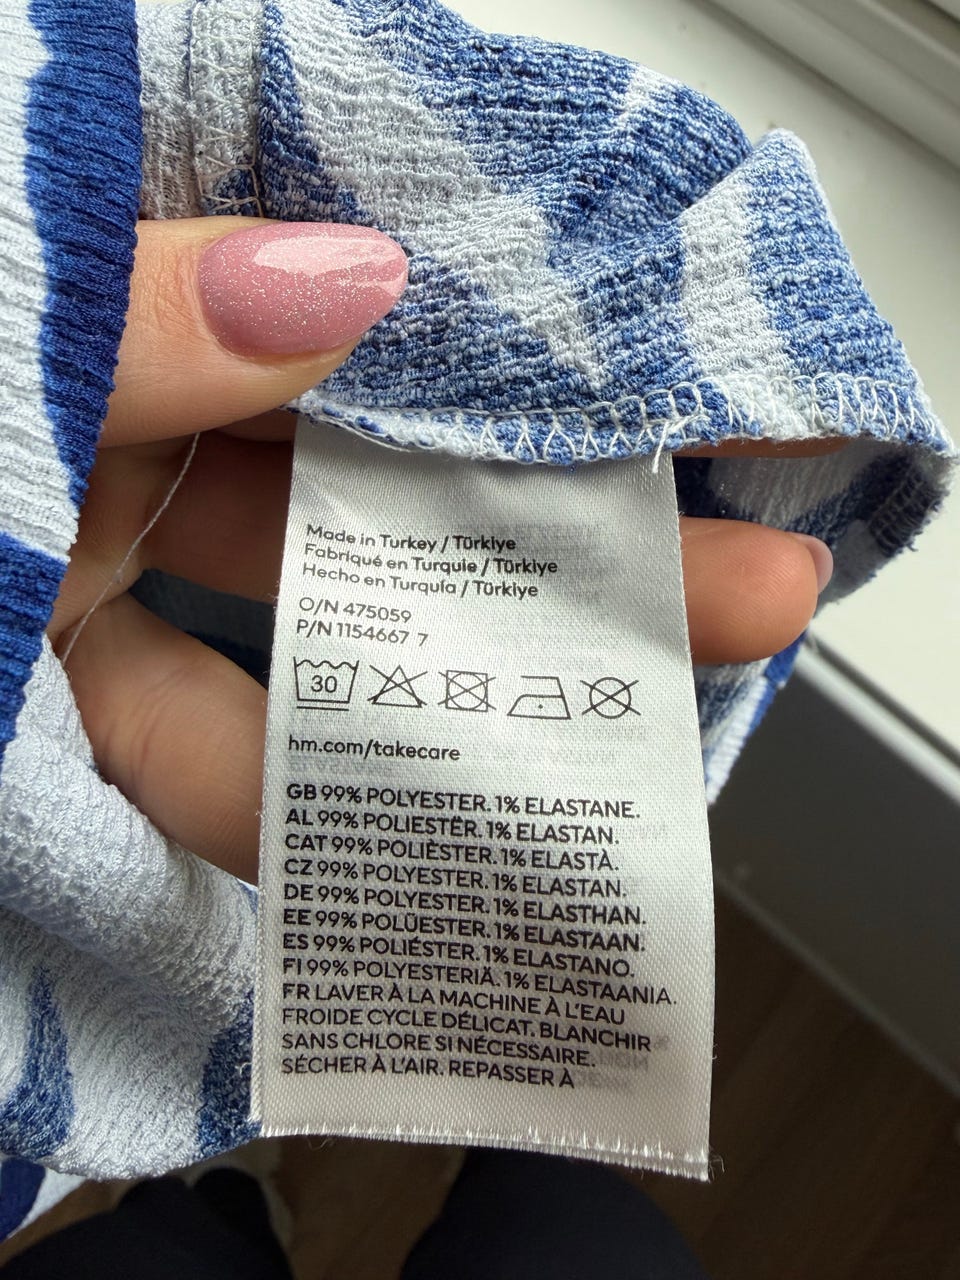 Made in Turkey / Türkiye
Fabriqué en Turquie / Türkiye
Hecho en Turquía / Türkiye
O/N 475059
P/N 1154667 7
30
hm.com/takecare
GB 99% POLYESTER. 1% ELASTANE.
AL 99% POLIESTËR. 1% ELASTAN.
CAT 99% POLIÈSTER. 1% ELASTÀ.
CZ 99% POLYESTER. 1% ELASTAN.
DE 99% POLYESTER. 1% ELASTHAN.
EE 99% POLÜESTER. 1% ELASTAAN.
ES 99% POLIÉSTER. 1% ELASTANO.
FI 99% POLYESTERIÄ. 1% ELASTAANIA.
FR LAVER À LA MACHINE À L'EAU
FROIDE CYCLE DÉLICAT. BLANCHIR
SANS CHLORE SI NÉCESSAIRE.
SÉCHER À L'AIR. REPASSER À